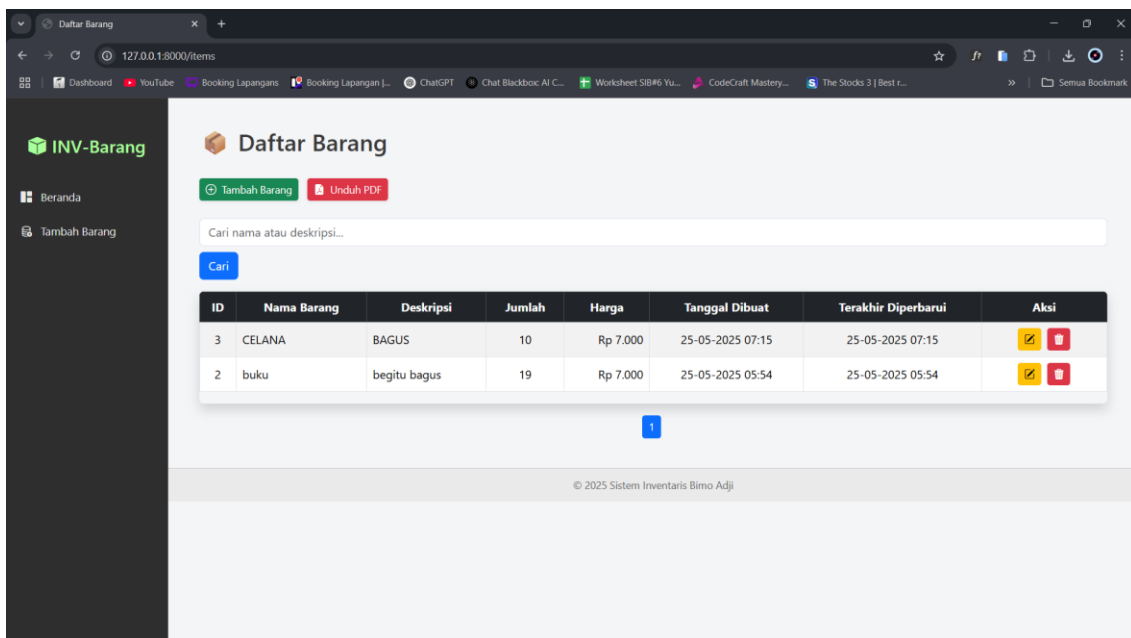 Daftar Barang
127.0.0.1:8000/items
Dashboard YouTube Booking Lapangans Booking Lapangan |... ChatGPT Chat Blackbox: AI C... Worksheet SIB#6 Yu... CodeCraft Mastery... The Stocks 3 | Best r... » Semua Bookmark
INV-Barang
Beranda
Tambah Barang
Daftar Barang
Tambah Barang Unduh PDF
Cari nama atau deskripsi...
Cari
ID Nama Barang Deskripsi Jumlah Harga Tanggal Dibuat Terakhir Diperbarui Aksi
3 CELANA BAGUS 10 Rp 7.000 25-05-2025 07:15 25-05-2025 07:15
2 buku begitu bagus 19 Rp 7.000 25-05-2025 05:54 25-05-2025 05:54
1
© 2025 Sistem Inventaris Bimo Adji